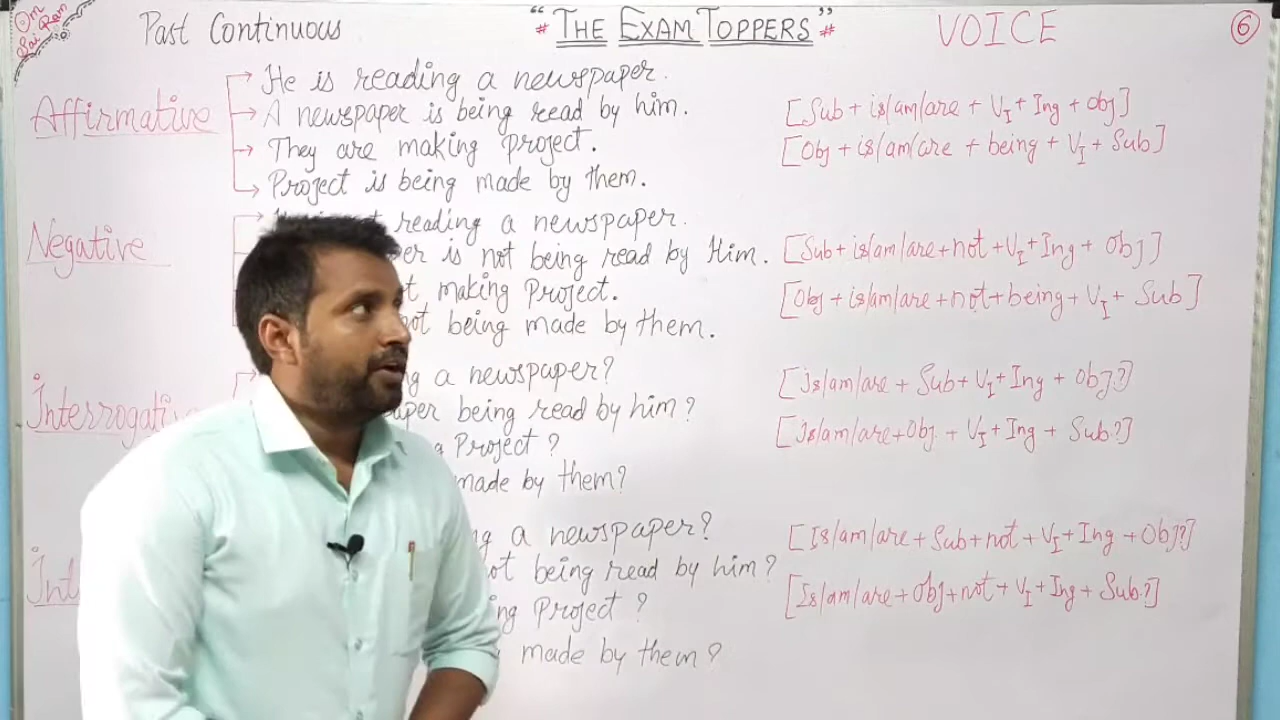 Om
Sai Ram
Past Continuous
“THE EXAM TOPPERS”
# #
VOICE
6
Affirmative
He is reading a newspaper.
A newspaper is being read by him.
They are making project.
Project is being made by them.
[Sub + is/am/are + V1 + Ing + Obj]
[Obj + is/am/are + being + V1 + Sub]
Negative
reading a newspaper.
is not being read by Him.
making Project.
being made by them.
[Sub + is/am/are + not + V1 + Ing + Obj]
[Obj + is/am/are + not + being + V1 + Sub]
a newspaper?
being read by him?
Project ?
made by them?
[Is/am/are + Sub + V1 + Ing + Obj?]
[Is/am/are + Obj + V1 + Ing + Sub?]
a newspaper?
being read by him?
Project ?
made by them?
[Is/am/are + Sub + not + V1 + Ing + Obj?]
[Is/am/are + Obj + not + V1 + Ing + Sub?]